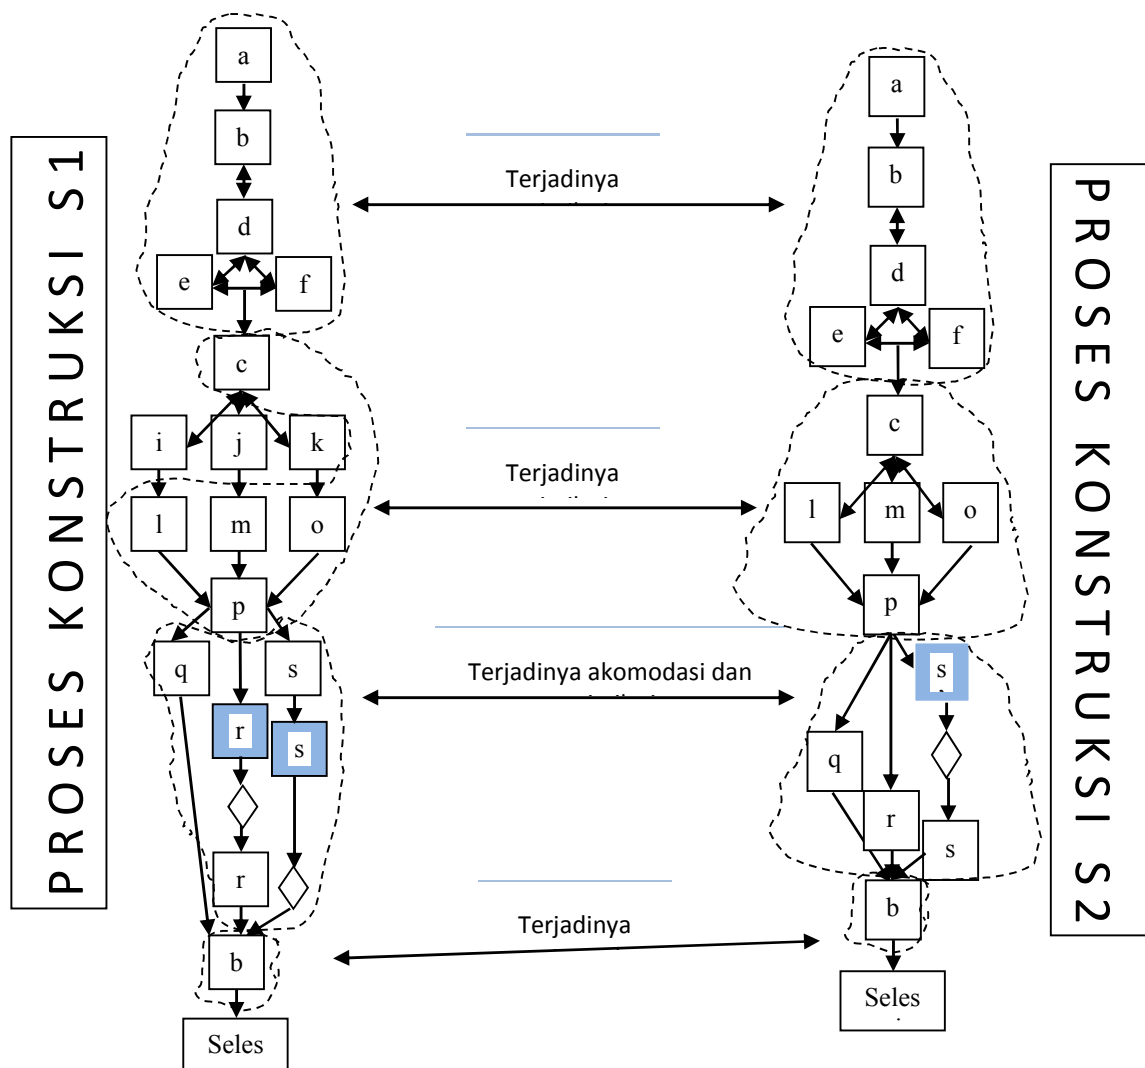 PROSES KONSTRUKSI S1
a
b
d
e f
c
i j k
l m o
p
q s
r s
r
b
Seles
Terjadinya
Terjadinya
Terjadinya akomodasi dan
Terjadinya
a
b
d
e f
c
l m o
p
s
q
r
s
b
Seles
PROSES KONSTRUKSI S2